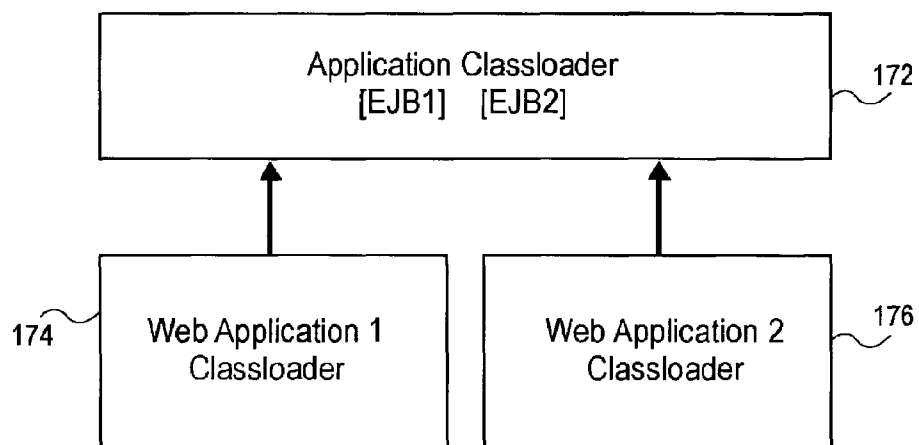 Application Classloader
[EJB1] [EJB2]
172
174
Web Application 1
Classloader
Web Application 2
Classloader
176